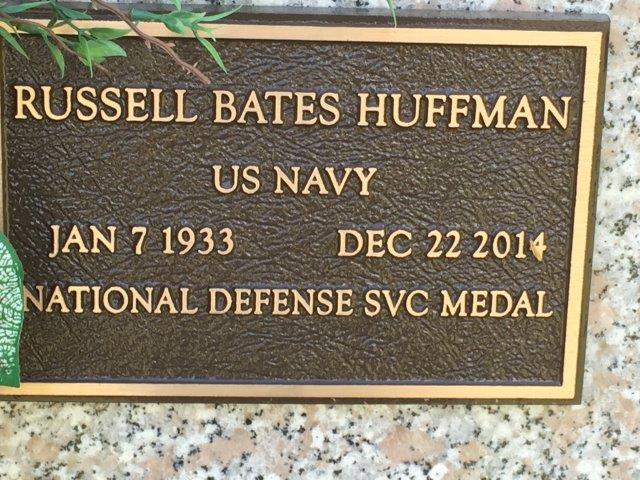 RUSSELL BATES HUFFMAN
US NAVY
JAN 7 1933 DEC 22 2014
NATIONAL DEFENSE SVC MEDAL